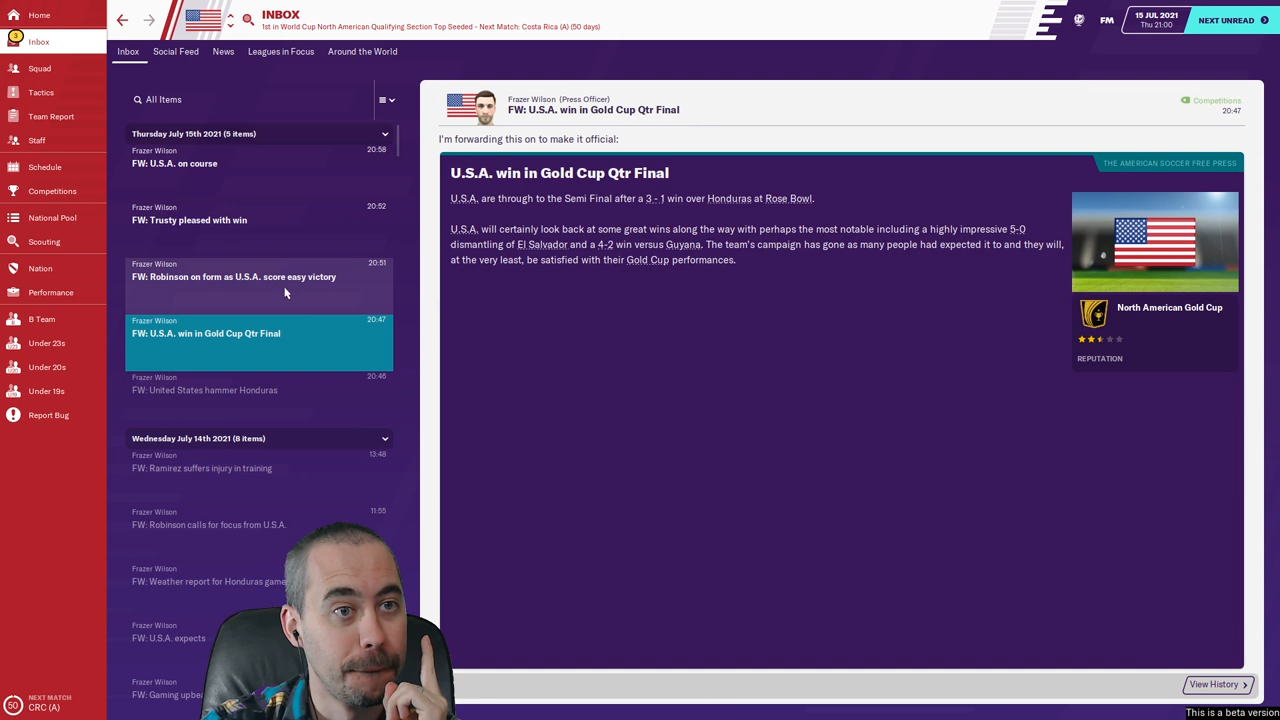 Home
3
Inbox
Squad
Tactics
Team Report
Staff
Schedule
Competitions
National Pool
Scouting
Nation
Performance
B Team
Under 23s
Under 20s
Under 19s
Report Bug
50
NEXT MATCH
CRC (A)
INBOX
1st in World Cup North American Qualifying Section Top Seeded - Next Match: Costa Rica (A) (50 days)
FM
15 JUL 2021
Thu 21:00
NEXT UNREAD
Inbox Social Feed News Leagues in Focus Around the World
All Items
Thursday July 15th 2021 (5 items)
Frazer Wilson 20:58
FW: U.S.A. on course
Frazer Wilson 20:52
FW: Trusty pleased with win
Frazer Wilson 20:51
FW: Robinson on form as U.S.A. score easy victory
Frazer Wilson 20:47
FW: U.S.A. win in Gold Cup Qtr Final
Frazer Wilson 20:46
FW: United States hammer Honduras
Wednesday July 14th 2021 (8 items)
Frazer Wilson 13:48
FW: Ramirez suffers injury in training
Frazer Wilson 11:55
FW: Robinson calls for focus from U.S.A.
Frazer Wilson
FW: Weather report for Honduras game
Frazer Wilson
FW: U.S.A. expects
Frazer Wilson
FW: Gaming
Frazer Wilson (Press Officer)
FW: U.S.A. win in Gold Cup Qtr Final
Competitions
20:47
I'm forwarding this on to make it official:
THE AMERICAN SOCCER FREE PRESS
U.S.A. win in Gold Cup Qtr Final
U.S.A. are through to the Semi Final after a 3 - 1 win over Honduras at Rose Bowl.
U.S.A. will certainly look back at some great wins along the way with perhaps the most notable including a highly impressive 5-0
dismantling of El Salvador and a 4-2 win versus Guyana. The team's campaign has gone as many people had expected it to and they will,
at the very least, be satisfied with their Gold Cup performances.
North American Gold Cup
REPUTATION
View History
This is a beta version